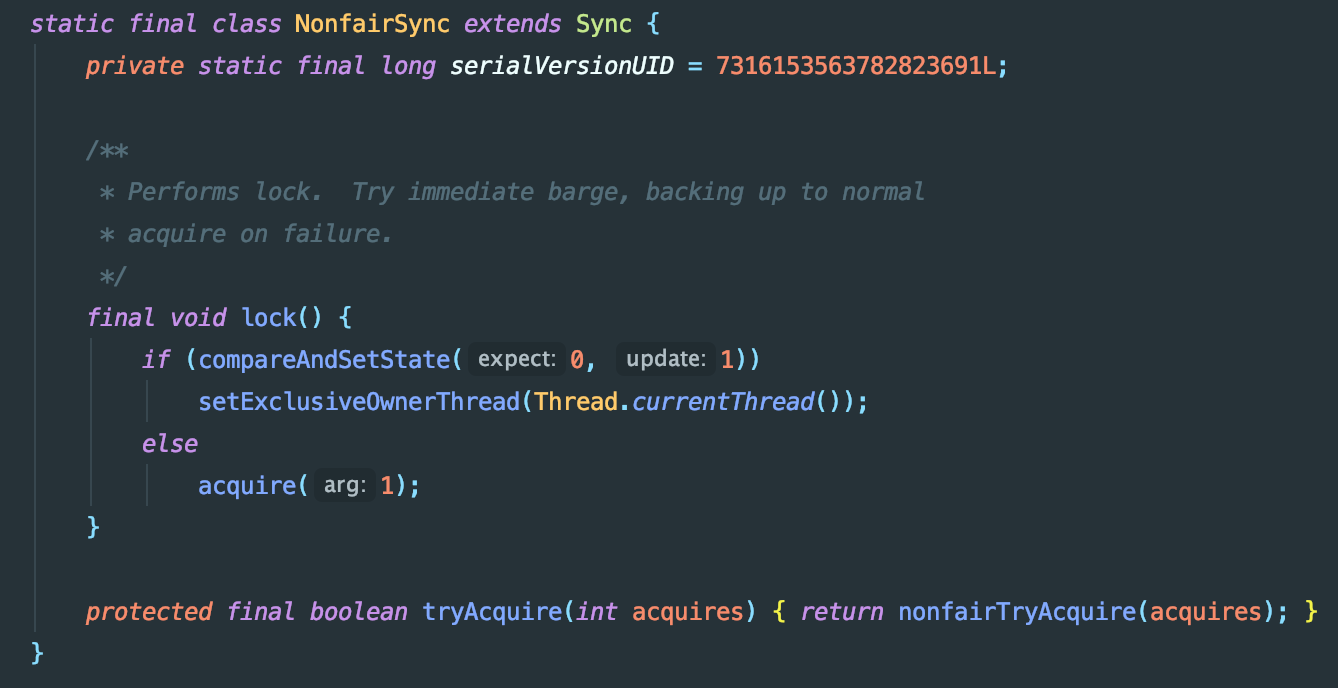 static final class NonfairSync extends Sync {
private static final long serialVersionUID = 7316153563782823691L;
/**
* Performs lock.  Try immediate barge, backing up to normal
* acquire on failure.
*/
final void lock() {
if (compareAndSetState( expect: 0, update: 1))
setExclusiveOwnerThread(Thread.currentThread());
else
acquire( arg: 1);
}
protected final boolean tryAcquire(int acquires) { return nonfairTryAcquire(acquires); }
}